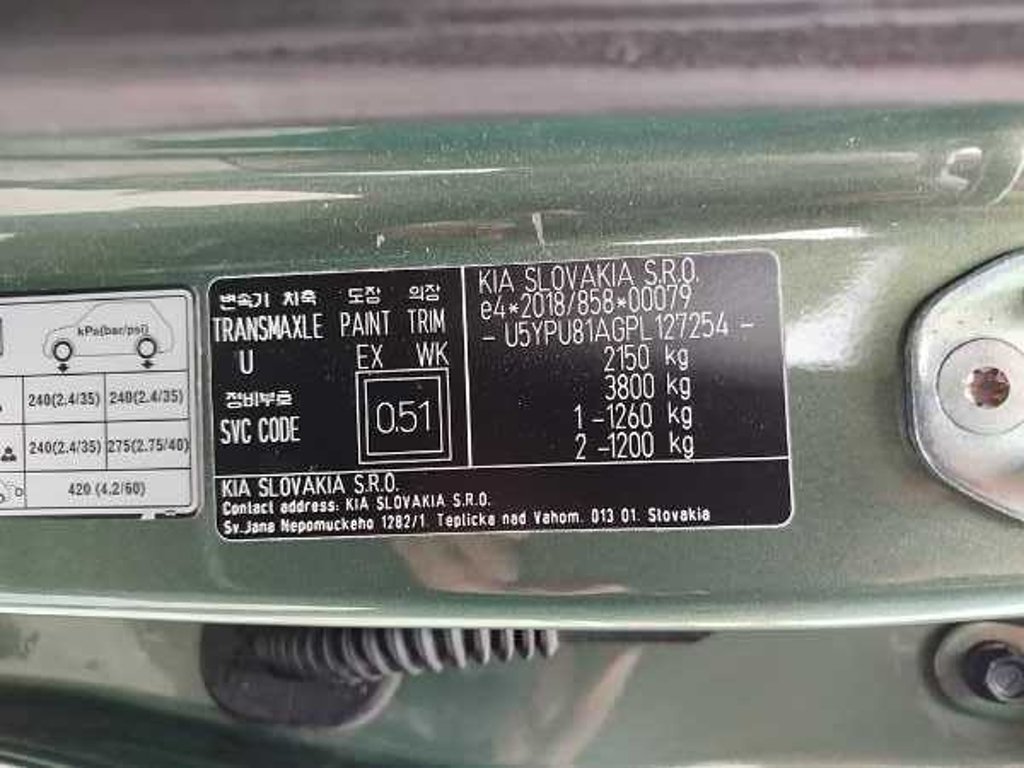 kPa(bar/psi)
240(2.4/35) 240(2.4/35)
240(2.4/35) 275(2.75/40)
420 (4.2/60)
변속기 차축 도장 의장
TRANSMAXLE PAINT TRIM
U EX WK
정비부호
SVC CODE
0.51
KIA SLOVAKIA S.R.O.
e4*2018/858*00079
- U5YPU81AGPL127254 -
2150 kg
3800 kg
1 -1260 kg
2 -1200 kg
KIA SLOVAKIA S.R.O.
Contact address: KIA SLOVAKIA S.R.O.
Sv.Jana Nepomuckeho 1282/1 Teplicka nad Vahom. 013 01. Slovakia